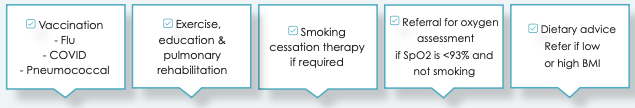 ☑ Vaccination
- Flu
- COVID
- Pneumococcal
☑ Exercise,
education &
pulmonary
rehabilitation
☑ Smoking
cessation therapy
if required
☑ Referral for oxygen
assessment
if SpO2 is <93% and
not smoking
☑ Dietary advice
Refer if low
or high BMI